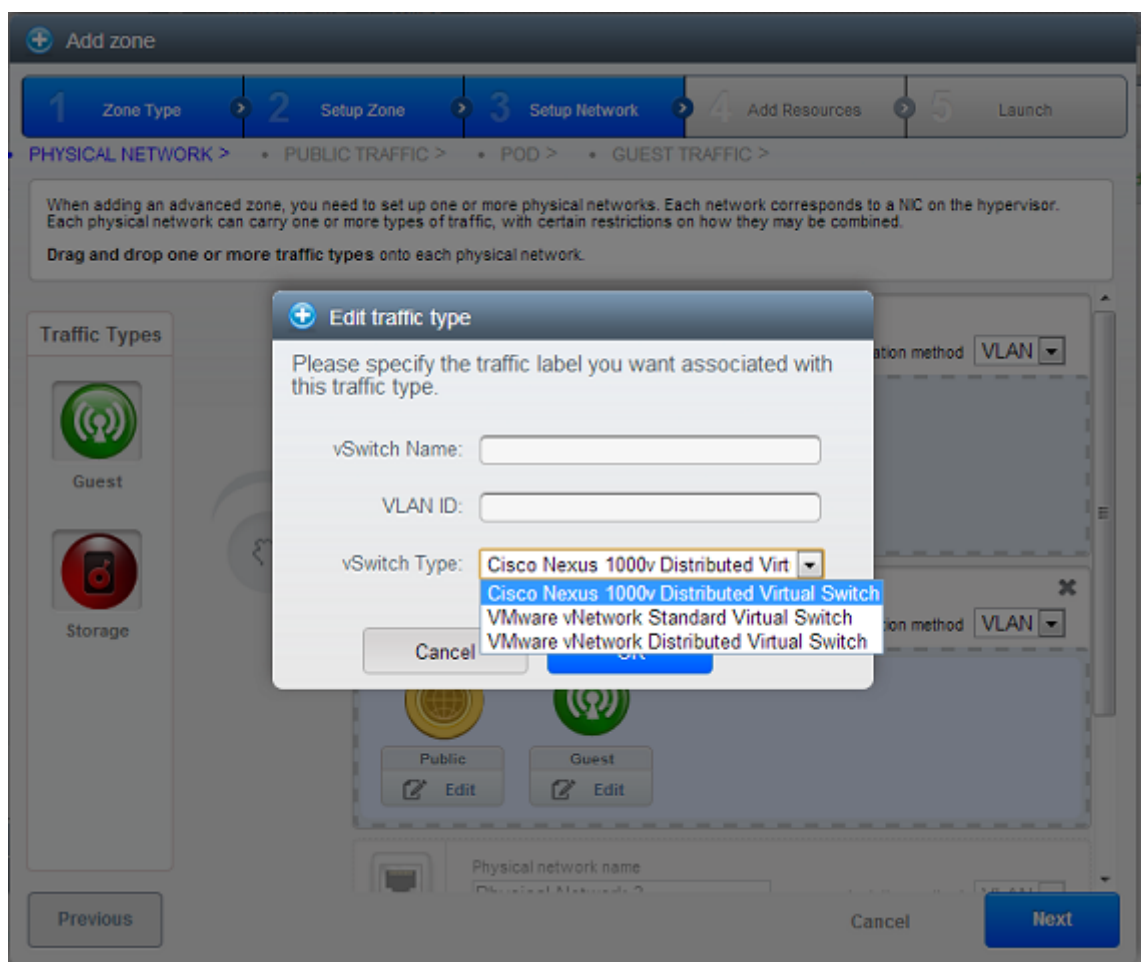 Add zone
1 Zone Type 2 Setup Zone 3 Setup Network 4 Add Resources 5 Launch
• PHYSICAL NETWORK > • PUBLIC TRAFFIC > • POD > • GUEST TRAFFIC >
When adding an advanced zone, you need to set up one or more physical networks. Each network corresponds to a NIC on the hypervisor.
Each physical network can carry one or more types of traffic, with certain restrictions on how they may be combined.
Drag and drop one or more traffic types onto each physical network.
Traffic Types
Guest
Storage
ation method VLAN
Edit traffic type
Please specify the traffic label you want associated with
this traffic type.
vSwitch Name:
VLAN ID:
vSwitch Type: Cisco Nexus 1000v Distributed Virt
Cisco Nexus 1000v Distributed Virtual Switch
VMware vNetwork Standard Virtual Switch
VMware vNetwork Distributed Virtual Switch
Cancel
ion method VLAN
Public
Edit
Guest
Edit
Physical network name
Previous
Cancel
Next